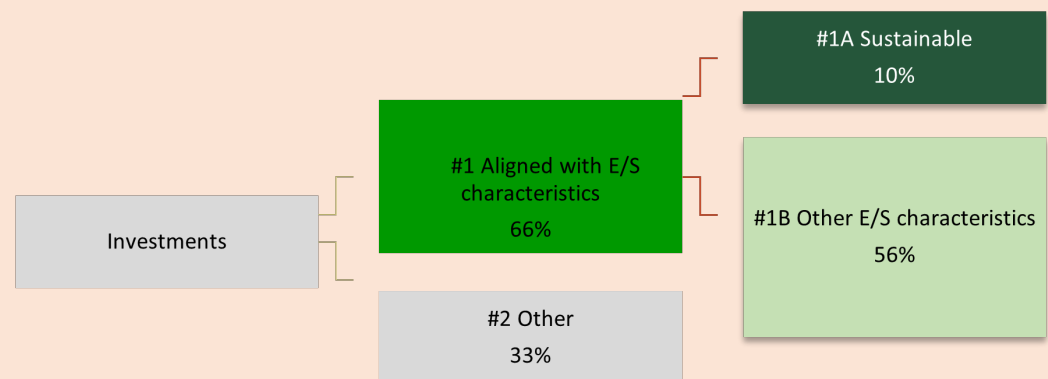 #1A Sustainable
10%
#1 Aligned with E/S
characteristics
66%
#1B Other E/S characteristics
56%
Investments
#2 Other
33%